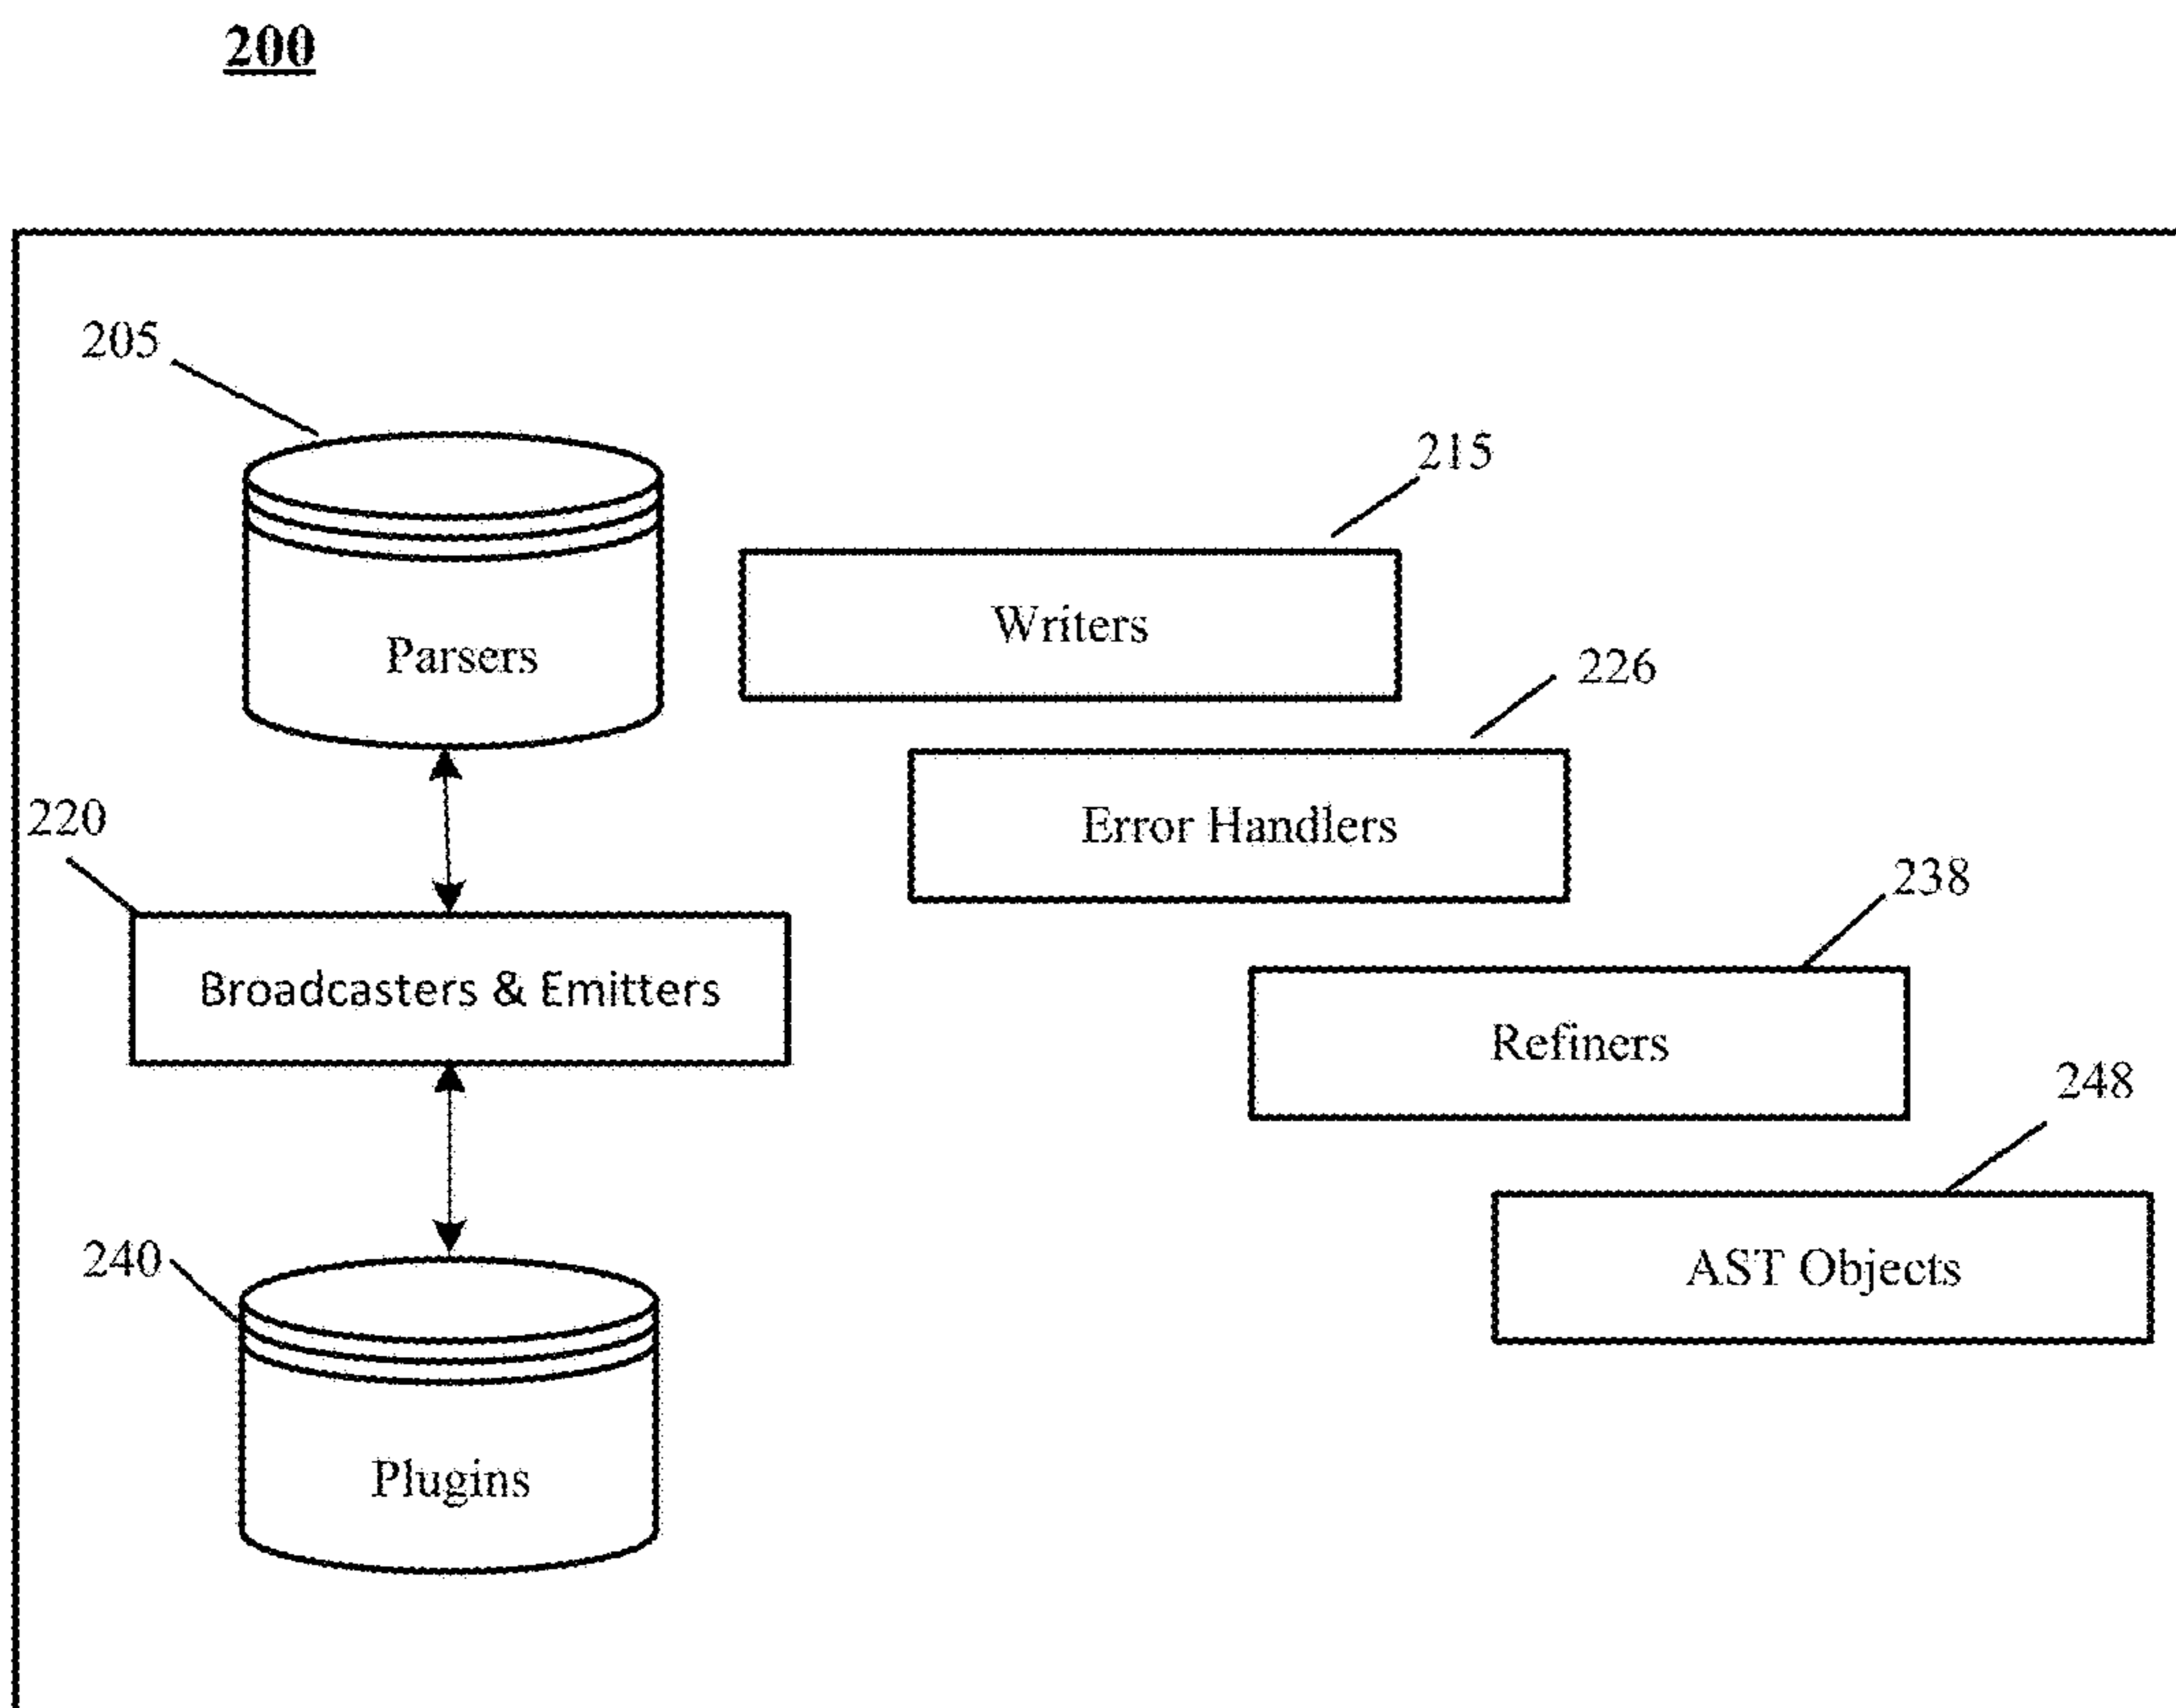 200
205
215
Parsers
Writers
226
220
Error Handlers
238
Broadcasters & Emitters
Refiners
248
240
AST Objects
Plugins